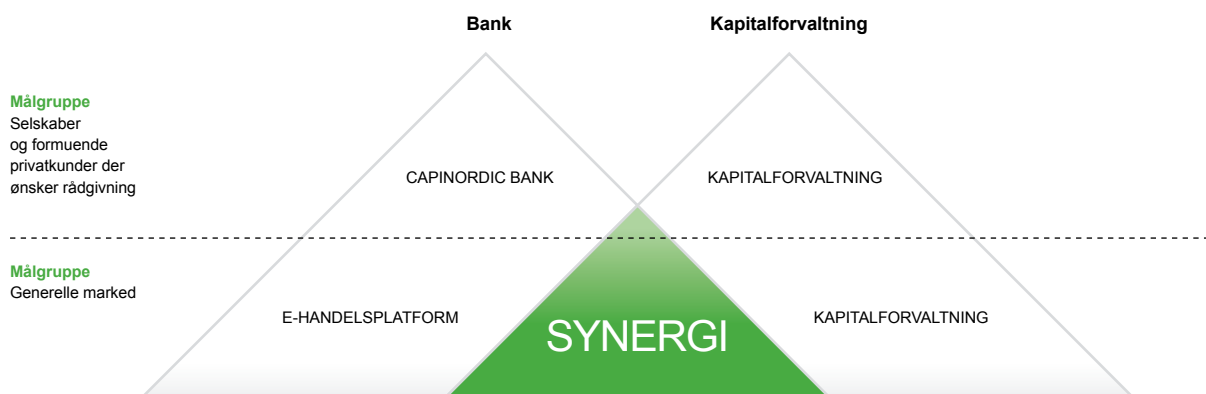 Bank
Kapitalforvaltning
Målgruppe
Selskaber
og formuende
privatkunder der
ønsker rådgivning
CAPINORDIC BANK
KAPITALFORVALTNING
Målgruppe
Generelle marked
E-HANDELSPLATFORM
SYNERGI
KAPITALFORVALTNING